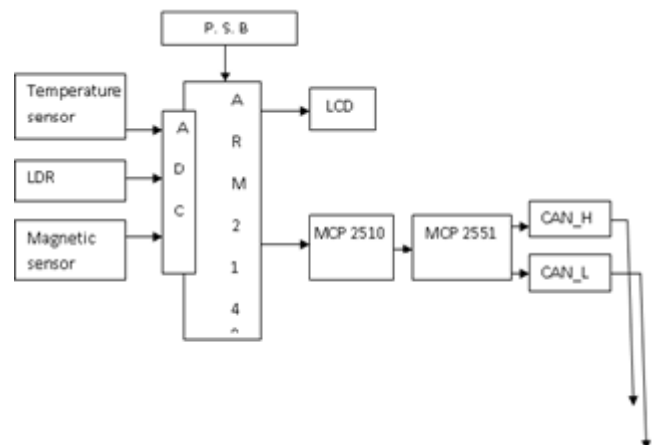 P. S. B
Temperature
sensor
LDR
Magnetic
sensor
A
D
C
A
R
M
2
1
4
LCD
MCP 2510
MCP 2551
CAN_H
CAN_L